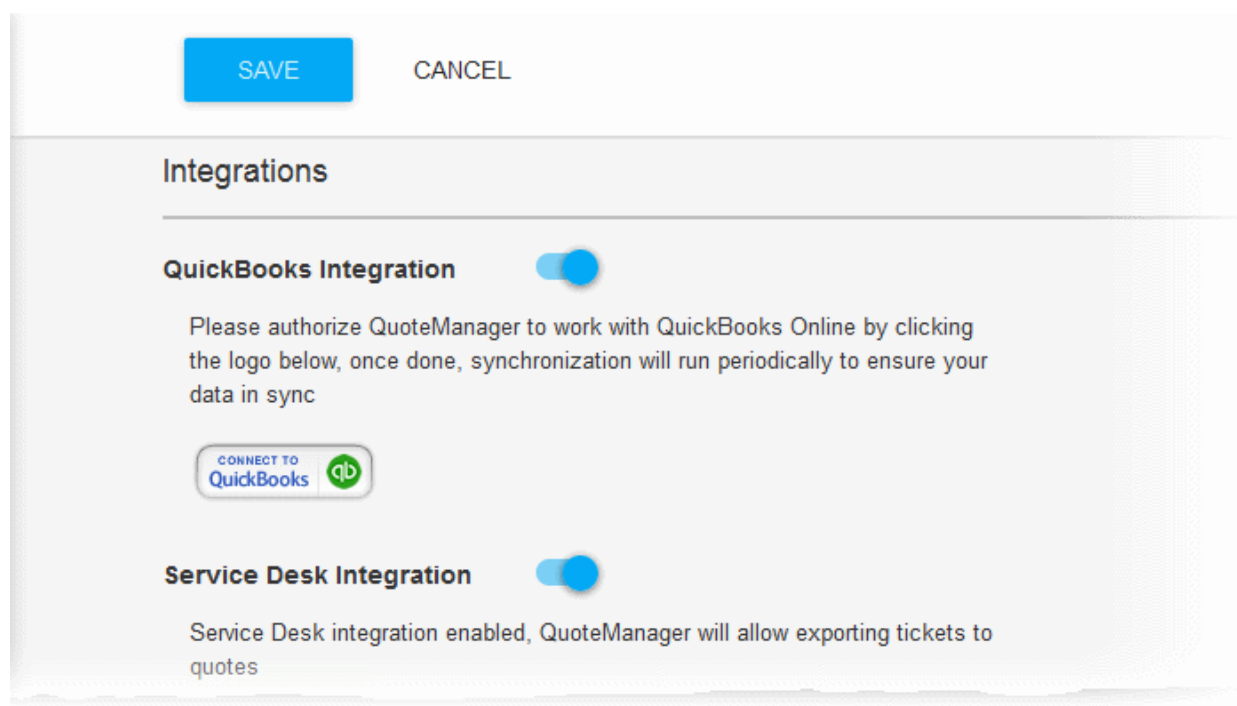 SAVE CANCEL
Integrations
QuickBooks Integration
Please authorize QuoteManager to work with QuickBooks Online by clicking
the logo below, once done, synchronization will run periodically to ensure your
data in sync
CONNECT TO
QuickBooks qb
Service Desk Integration
Service Desk integration enabled, QuoteManager will allow exporting tickets to
quotes